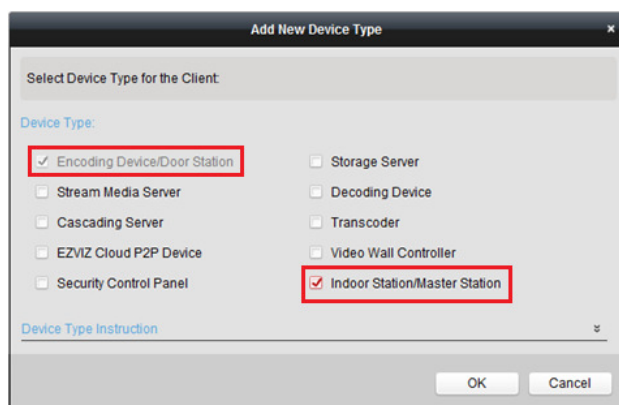 Add New Device Type
Select Device Type for the Client:
Device Type:
Encoding Device/Door Station
Storage Server
Stream Media Server
Decoding Device
Cascading Server
Transcoder
EZVIZ Cloud P2P Device
Video Wall Controller
Security Control Panel
Indoor Station/Master Station
Device Type Instruction
OK
Cancel